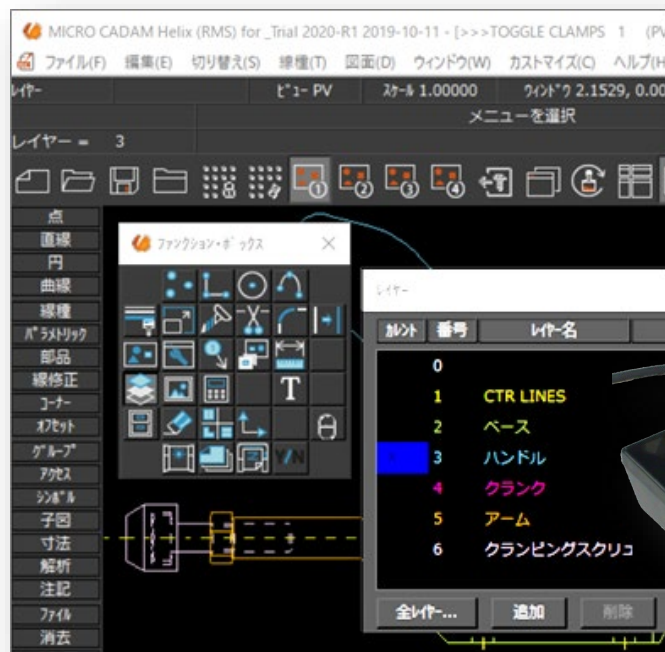 MICRO CADAM Helix (RMS) for _Trial 2020-R1 2019-10-11 - [>>>TOGGLE CLAMPS 1 (PV
ファイル(F) 編集(E) 切り替え(S) 線種(T) 図面(D) ウィンドウ(W) カスタマイズ(C) ヘルプ(H
レイヤー ビュー PV スケール 1.00000 ウィンドウ 2.1529, 0.00
メニューを選択
レイヤー = 3
点
直線
円
曲線
線種
パラメトリック
部品
線修正
コーナー
オフセット
グループ
アクセス
シンボル
子図
寸法
解析
注記
ファイル
消去
ファンクション・ボックス
T
Y/N
レイヤー
カレント 番号 レイヤー名
0
1 CTR LINES
2 ベース
3 ハンドル
4 クランク
5 アーム
6 クランピングスクリュ
全レイヤー... 追加 削除